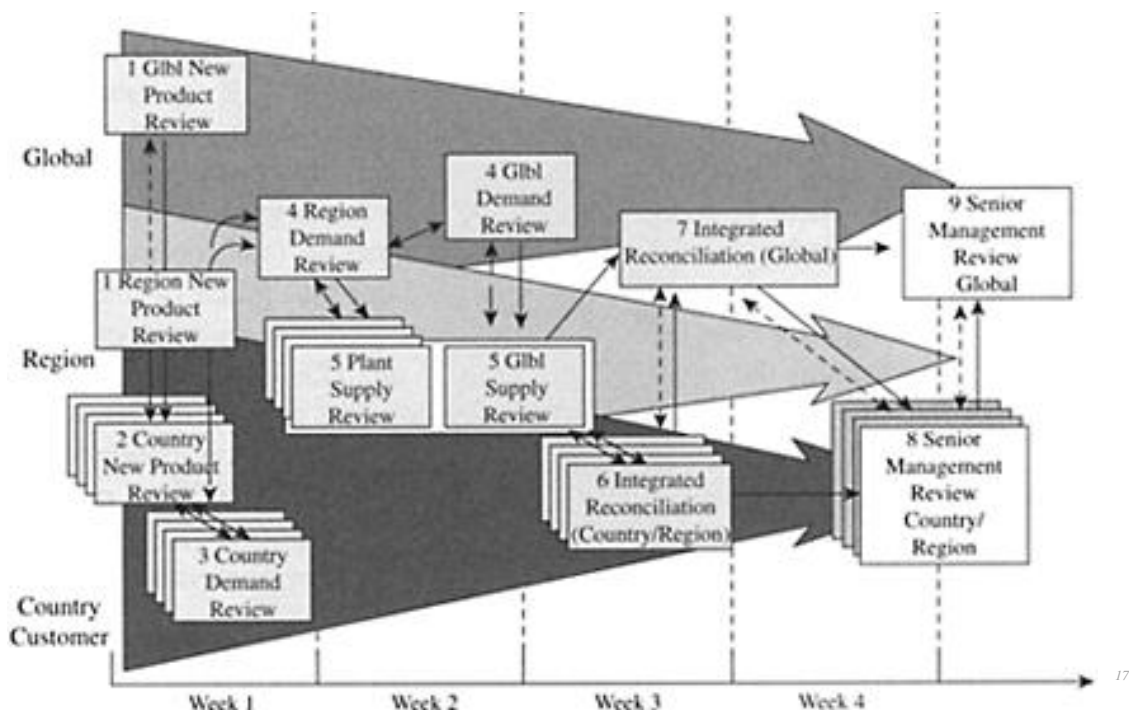 1 Glbl New
Product
Review
Global
4 Glbl
Demand
Review
4 Region
Demand
Review
7 Integrated
Reconciliation (Global)
9 Senior
Management
Review
Global
1 Region New
Product
Review
Region
5 Plant
Supply
Review
5 Glbl
Supply
Review
2 Country
New Product
Review
6 Integrated
Reconciliation
(Country/Region)
8 Senior
Management
Review
Country/
Region
3 Country
Demand
Review
Country
Customer
Week 1
Week 2
Week 3
Week 4
17